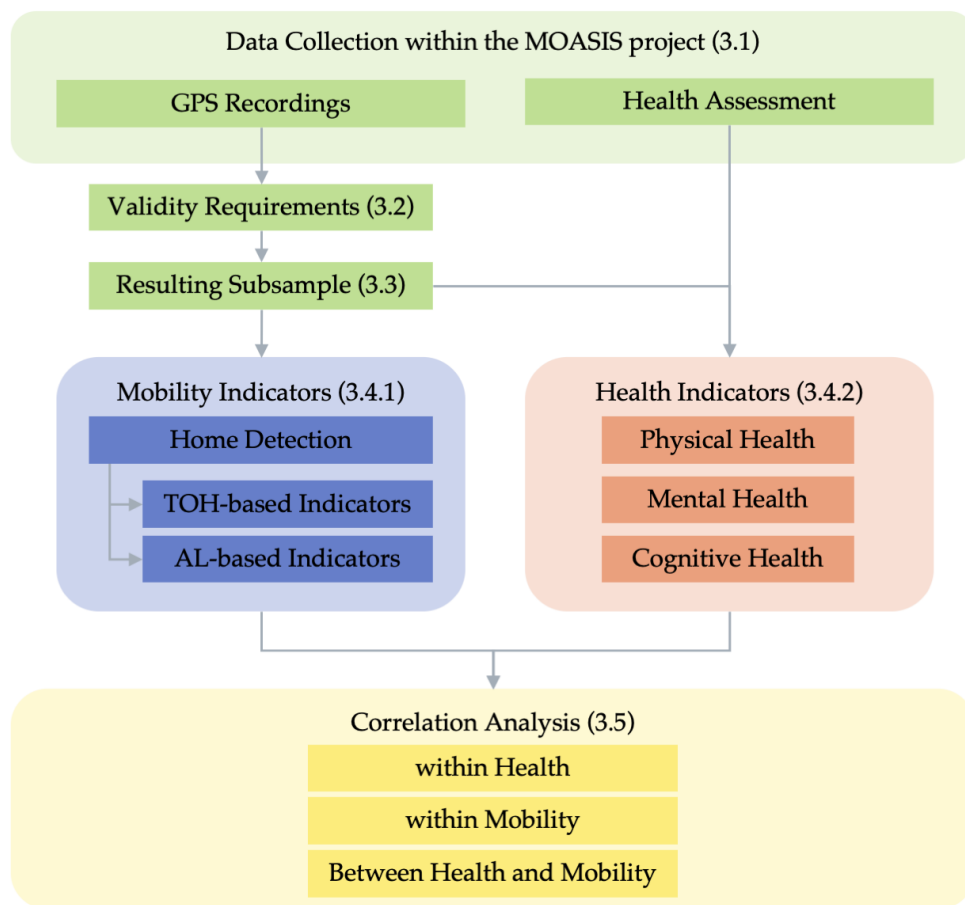 Data Collection within the MOASIS project (3.1)
GPS Recordings
Health Assessment
Validity Requirements (3.2)
Resulting Subsample (3.3)
Mobility Indicators (3.4.1)
Home Detection
TOH-based Indicators
AL-based Indicators
Health Indicators (3.4.2)
Physical Health
Mental Health
Cognitive Health
Correlation Analysis (3.5)
within Health
within Mobility
Between Health and Mobility